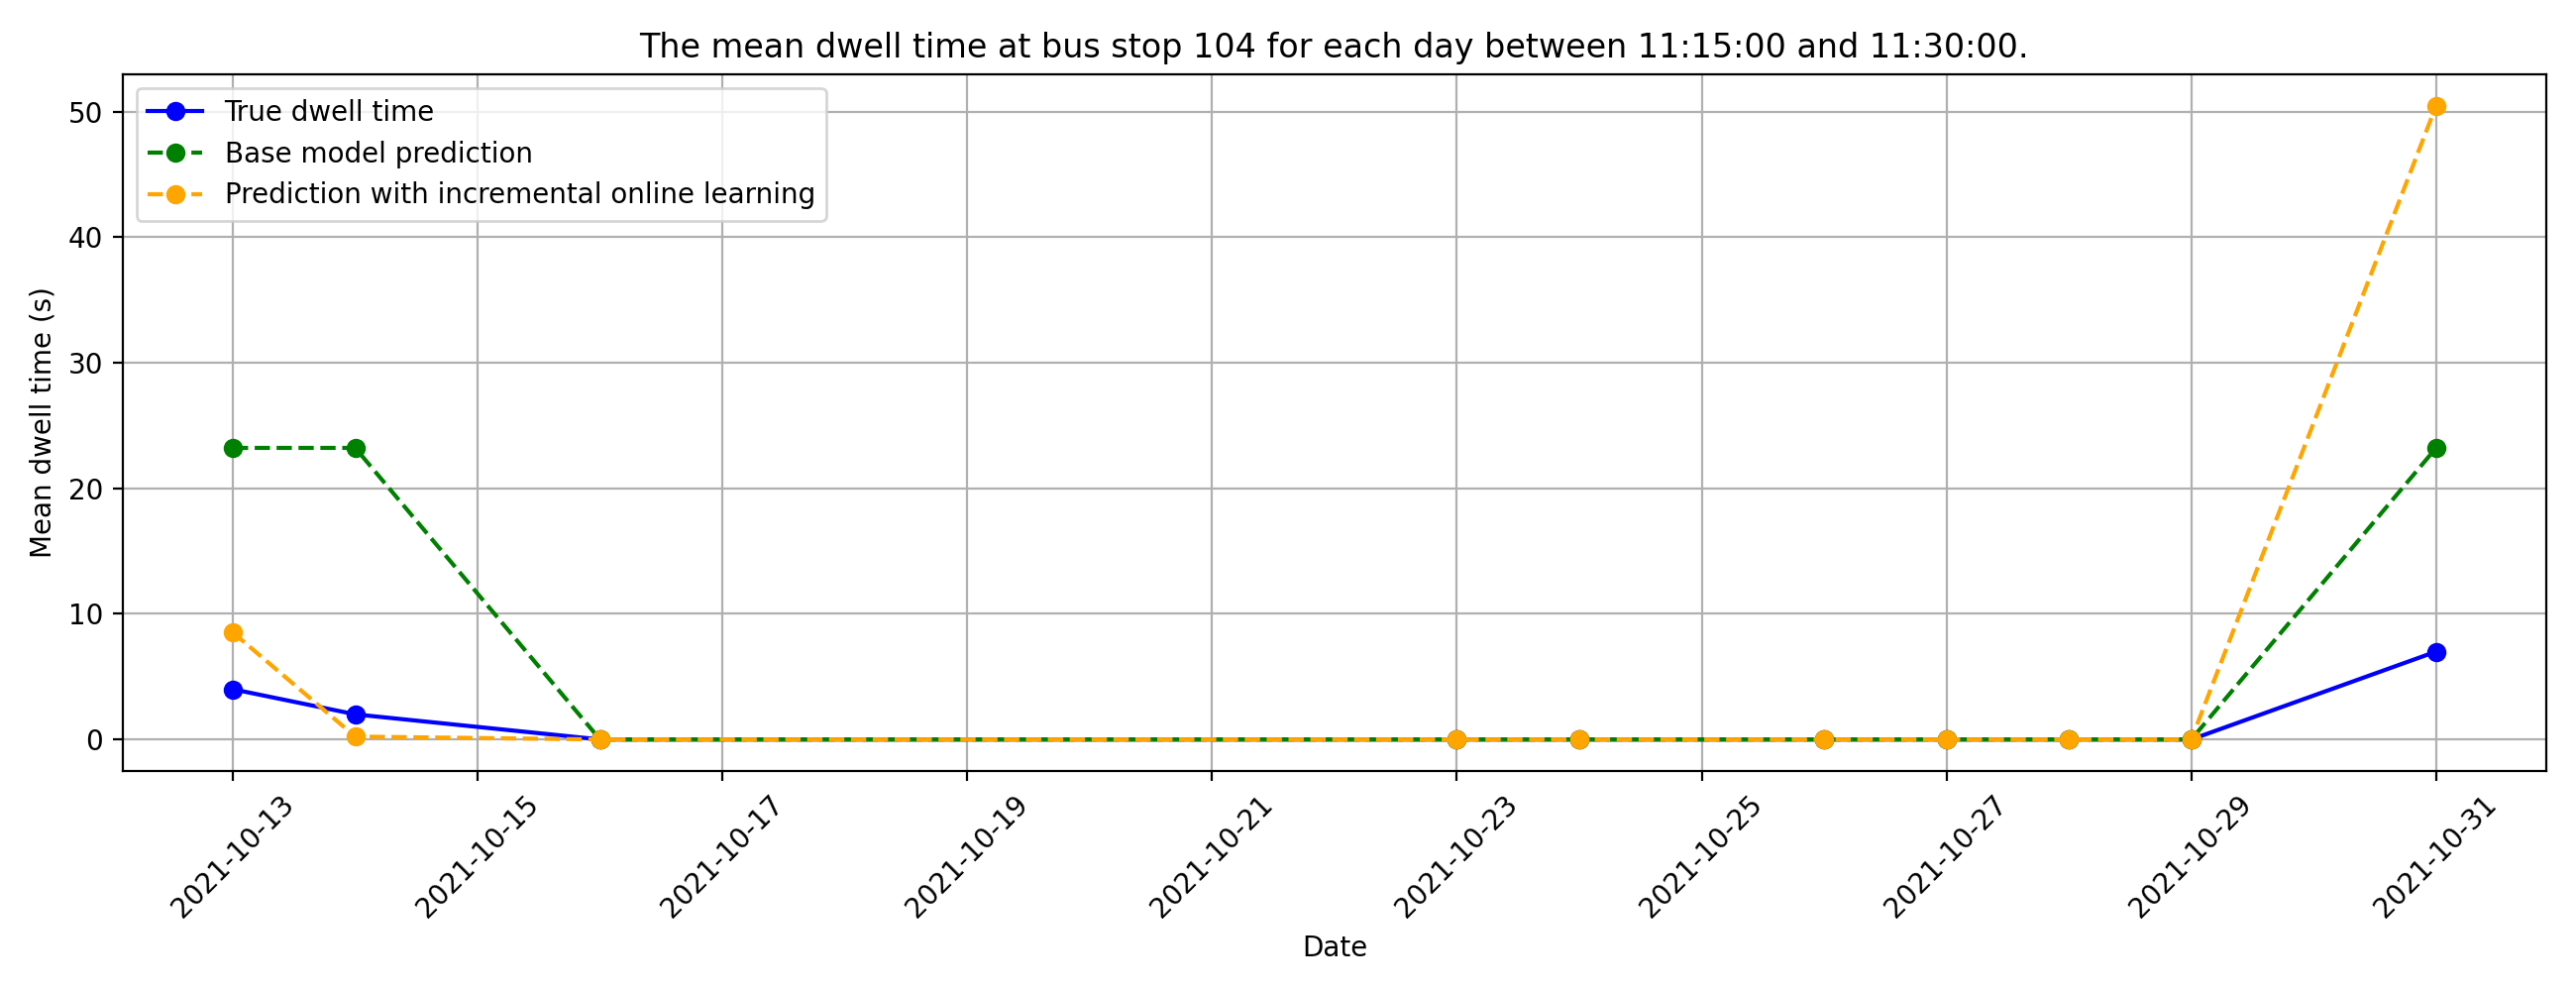 The mean dwell time at bus stop 104 for each day between 11:15:00 and 11:30:00.
True dwell time
Base model prediction
Prediction with incremental online learning
Mean dwell time (s)
50
40
30
20
10
0
2021-10-13
2021-10-15
2021-10-17
2021-10-19
2021-10-21
2021-10-23
2021-10-25
2021-10-27
2021-10-29
2021-10-31
Date